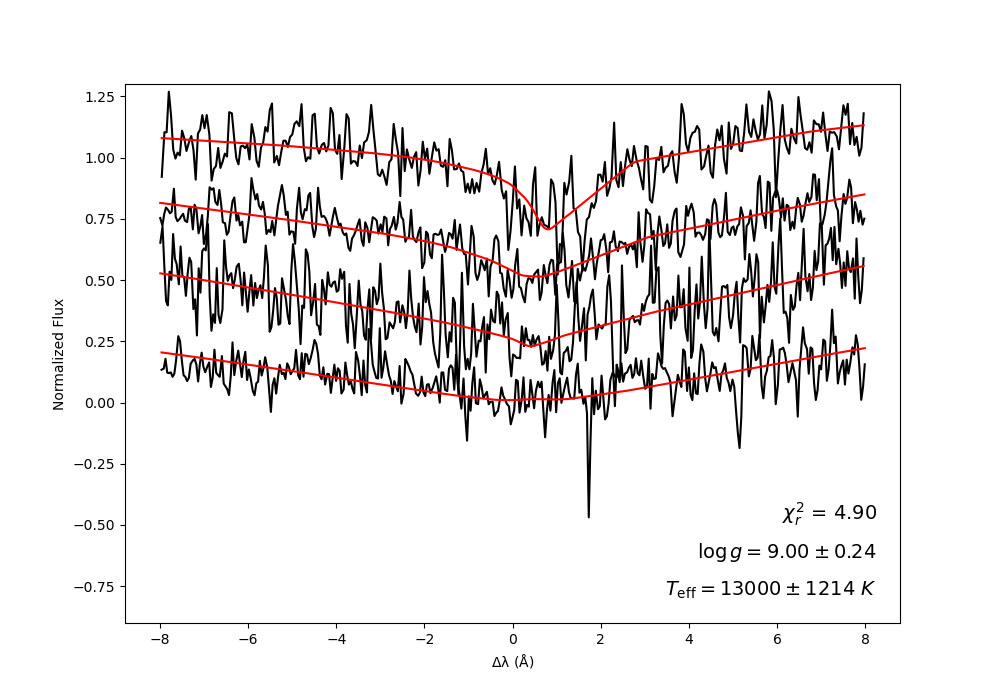 1.25
1.00
0.75
0.50
0.25
0.00
−0.25
−0.50
−0.75
Normalized Flux
χ²ᵣ = 4.90
log g = 9.00 ± 0.24
T_eff = 13000 ± 1214 K
−8 −6 −4 −2 0 2 4 6 8
Δλ (Å)